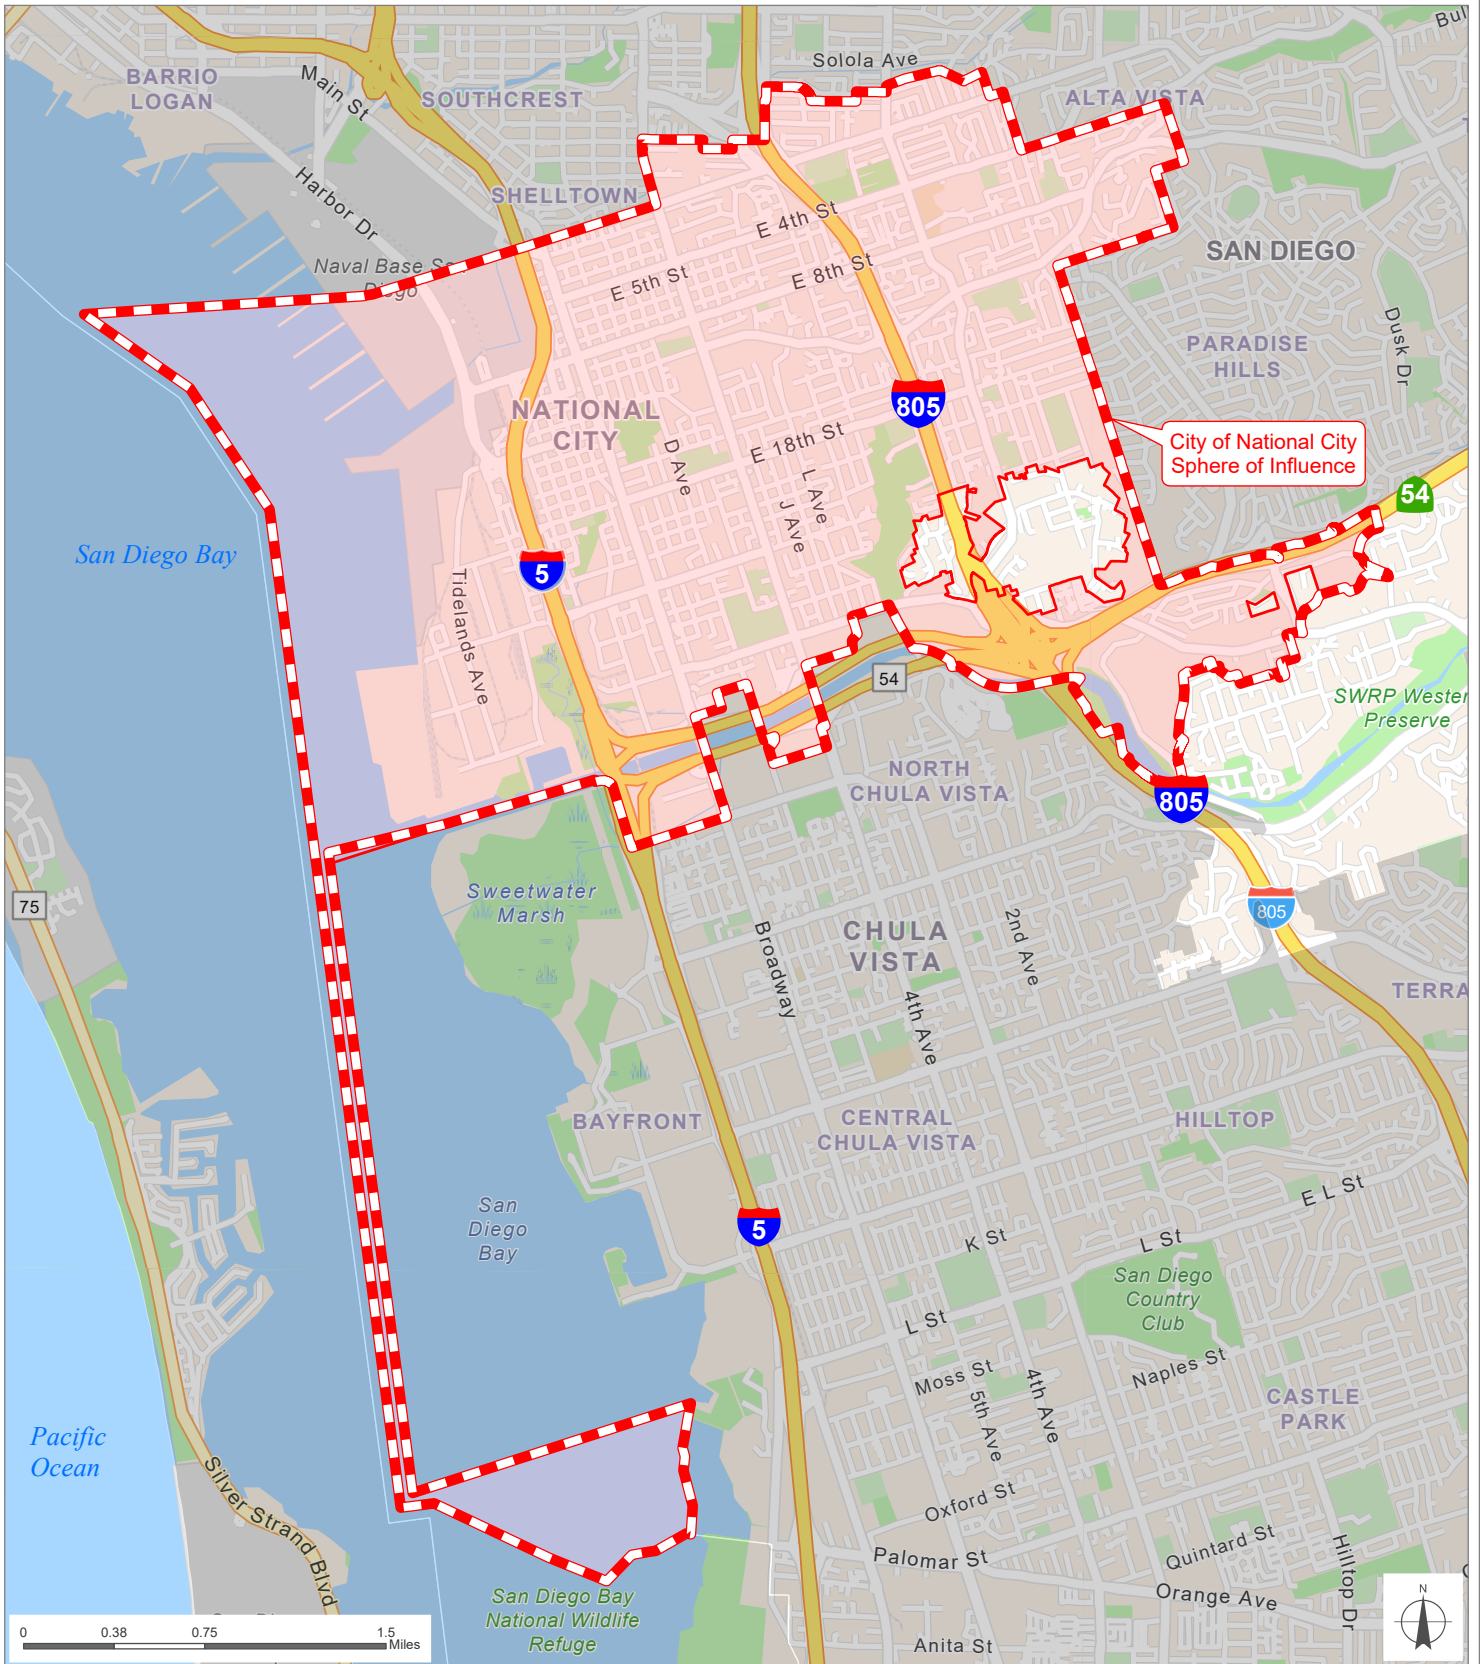 Solola Ave
BARRIO
LOGAN
Main St
SOUTHCREST
ALTA VISTA
Harbor Dr
SHELLTOWN
E 4th St
SAN DIEGO
Naval Base San
Diego
E 5th St
E 8th St
Dusk Dr
PARADISE
HILLS
805
NATIONAL
CITY
E 18th St
D Ave
L Ave
J Ave
City of National City
Sphere of Influence
54
San Diego Bay
5
Tidelands Ave
54
SWRP Wester
Preserve
NORTH
CHULA VISTA
805
Sweetwater
Marsh
75
805
Broadway
CHULA
VISTA
2nd Ave
4th Ave
TERRA
BAYFRONT
CENTRAL
CHULA VISTA
HILLTOP
E L St
San
Diego
Bay
5
K St
L St
San Diego
Country
Club
L St
Moss St
Naples St
5th Ave
4th Ave
CASTLE
PARK
Pacific
Ocean
Silver Strand Blvd
Oxford St
Palomar St
Quintard St
Hilltop Dr
Orange Ave
San Diego Bay
National Wildlife
Refuge
Anita St
0 0.38 0.75 1.5
Miles
N